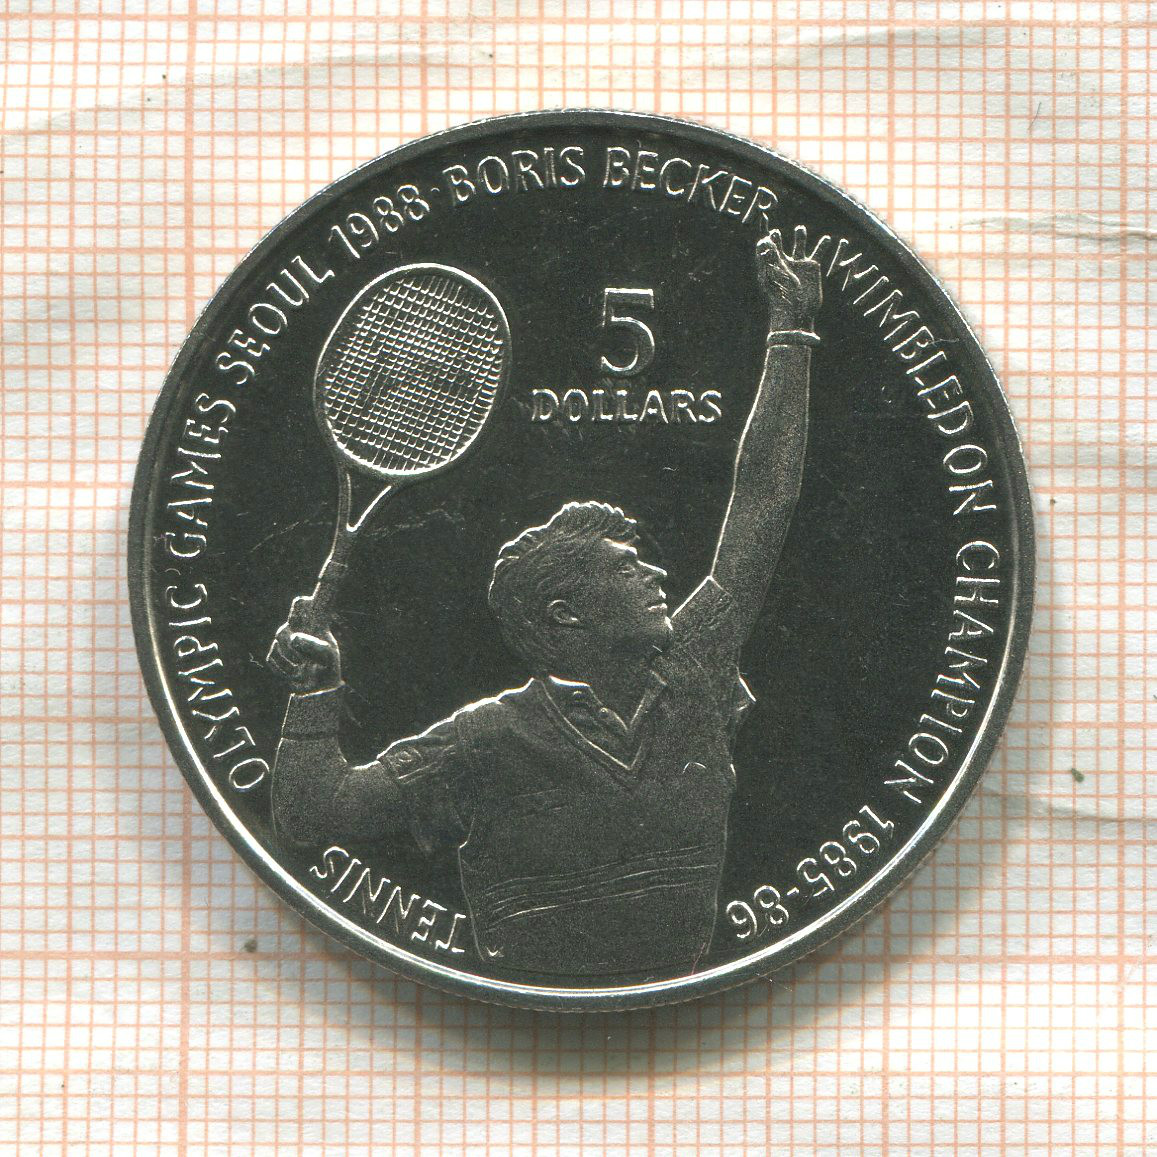 OLYMPIC GAMES SEOUL 1988 · BORIS BECKER WIMBLEDON CHAMPION 1985-86
TENNIS
5
DOLLARS